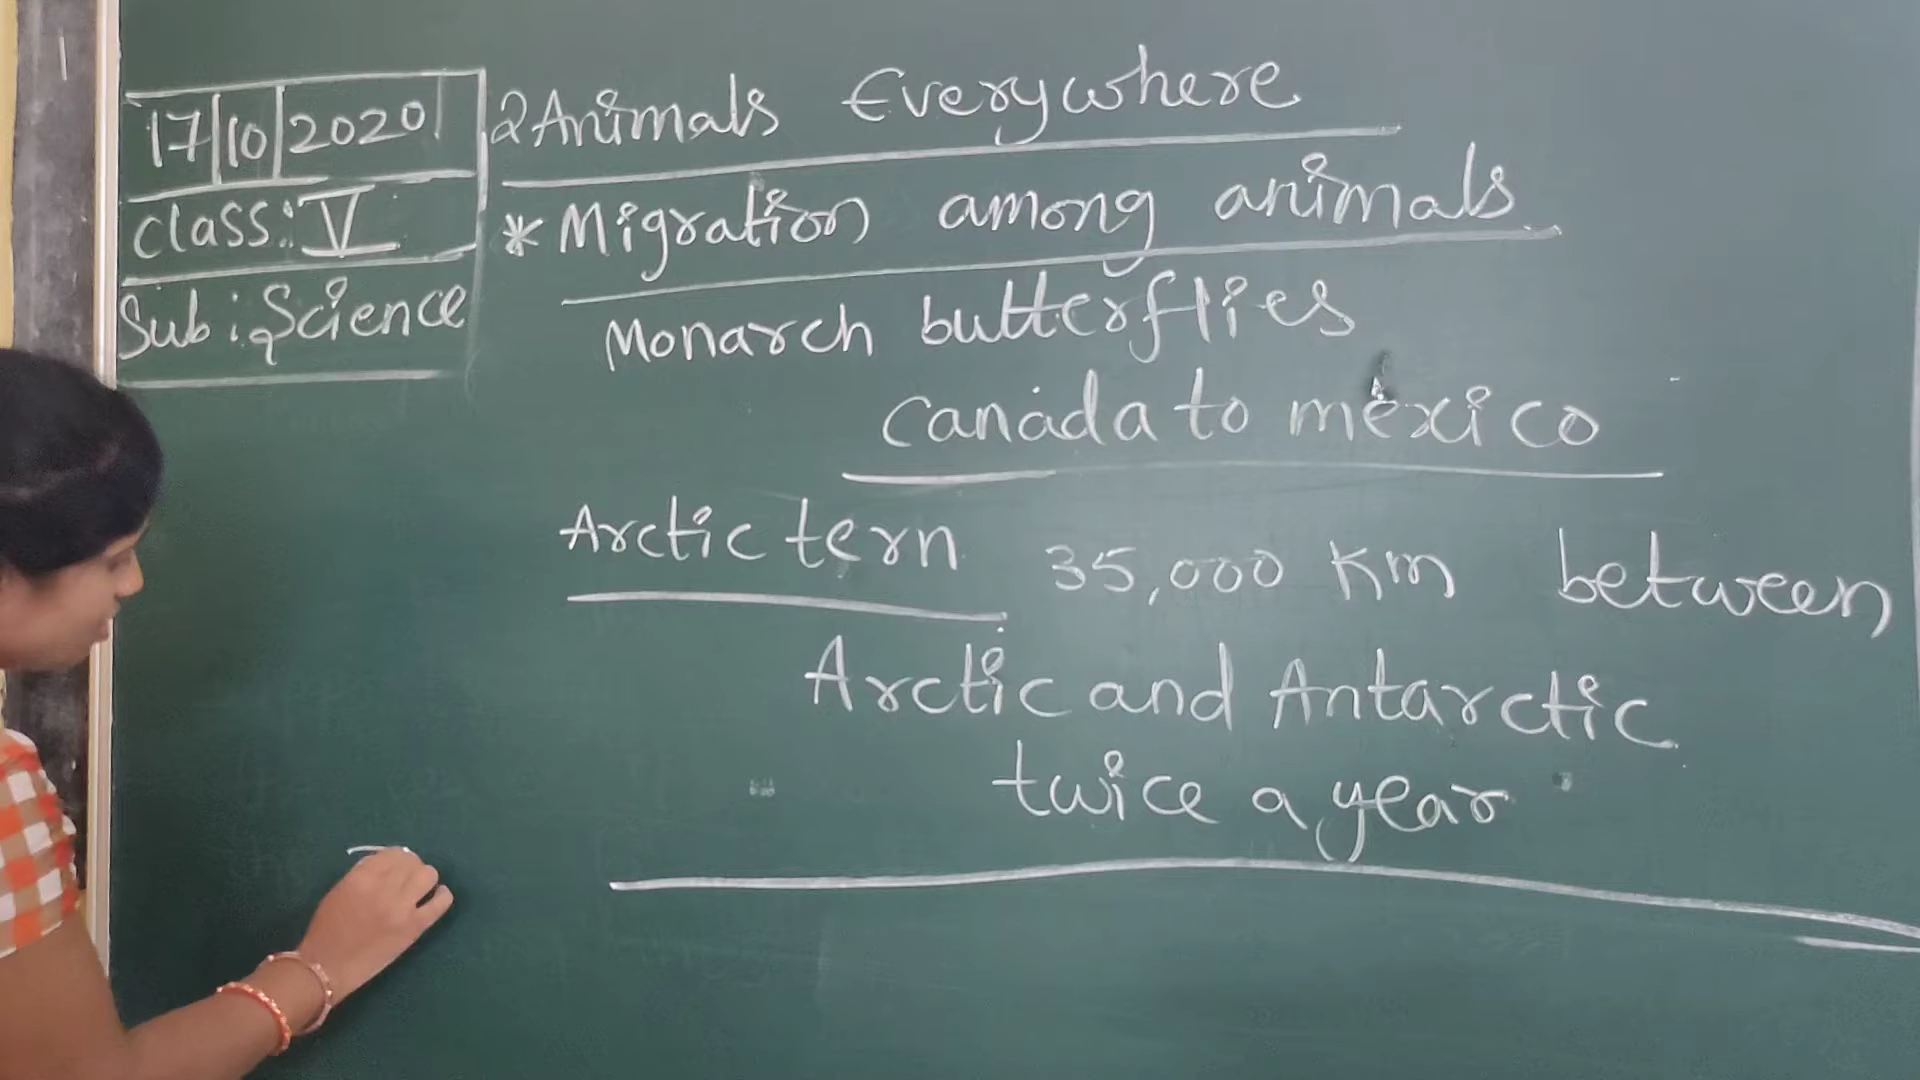 17/10/2020
class: V
Sub: Science
2 Animals Everywhere
* Migration among animals
Monarch butterflies
Canada to mexico
Arctic tern 35,000 Km between
Arctic and Antarctic
twice a year